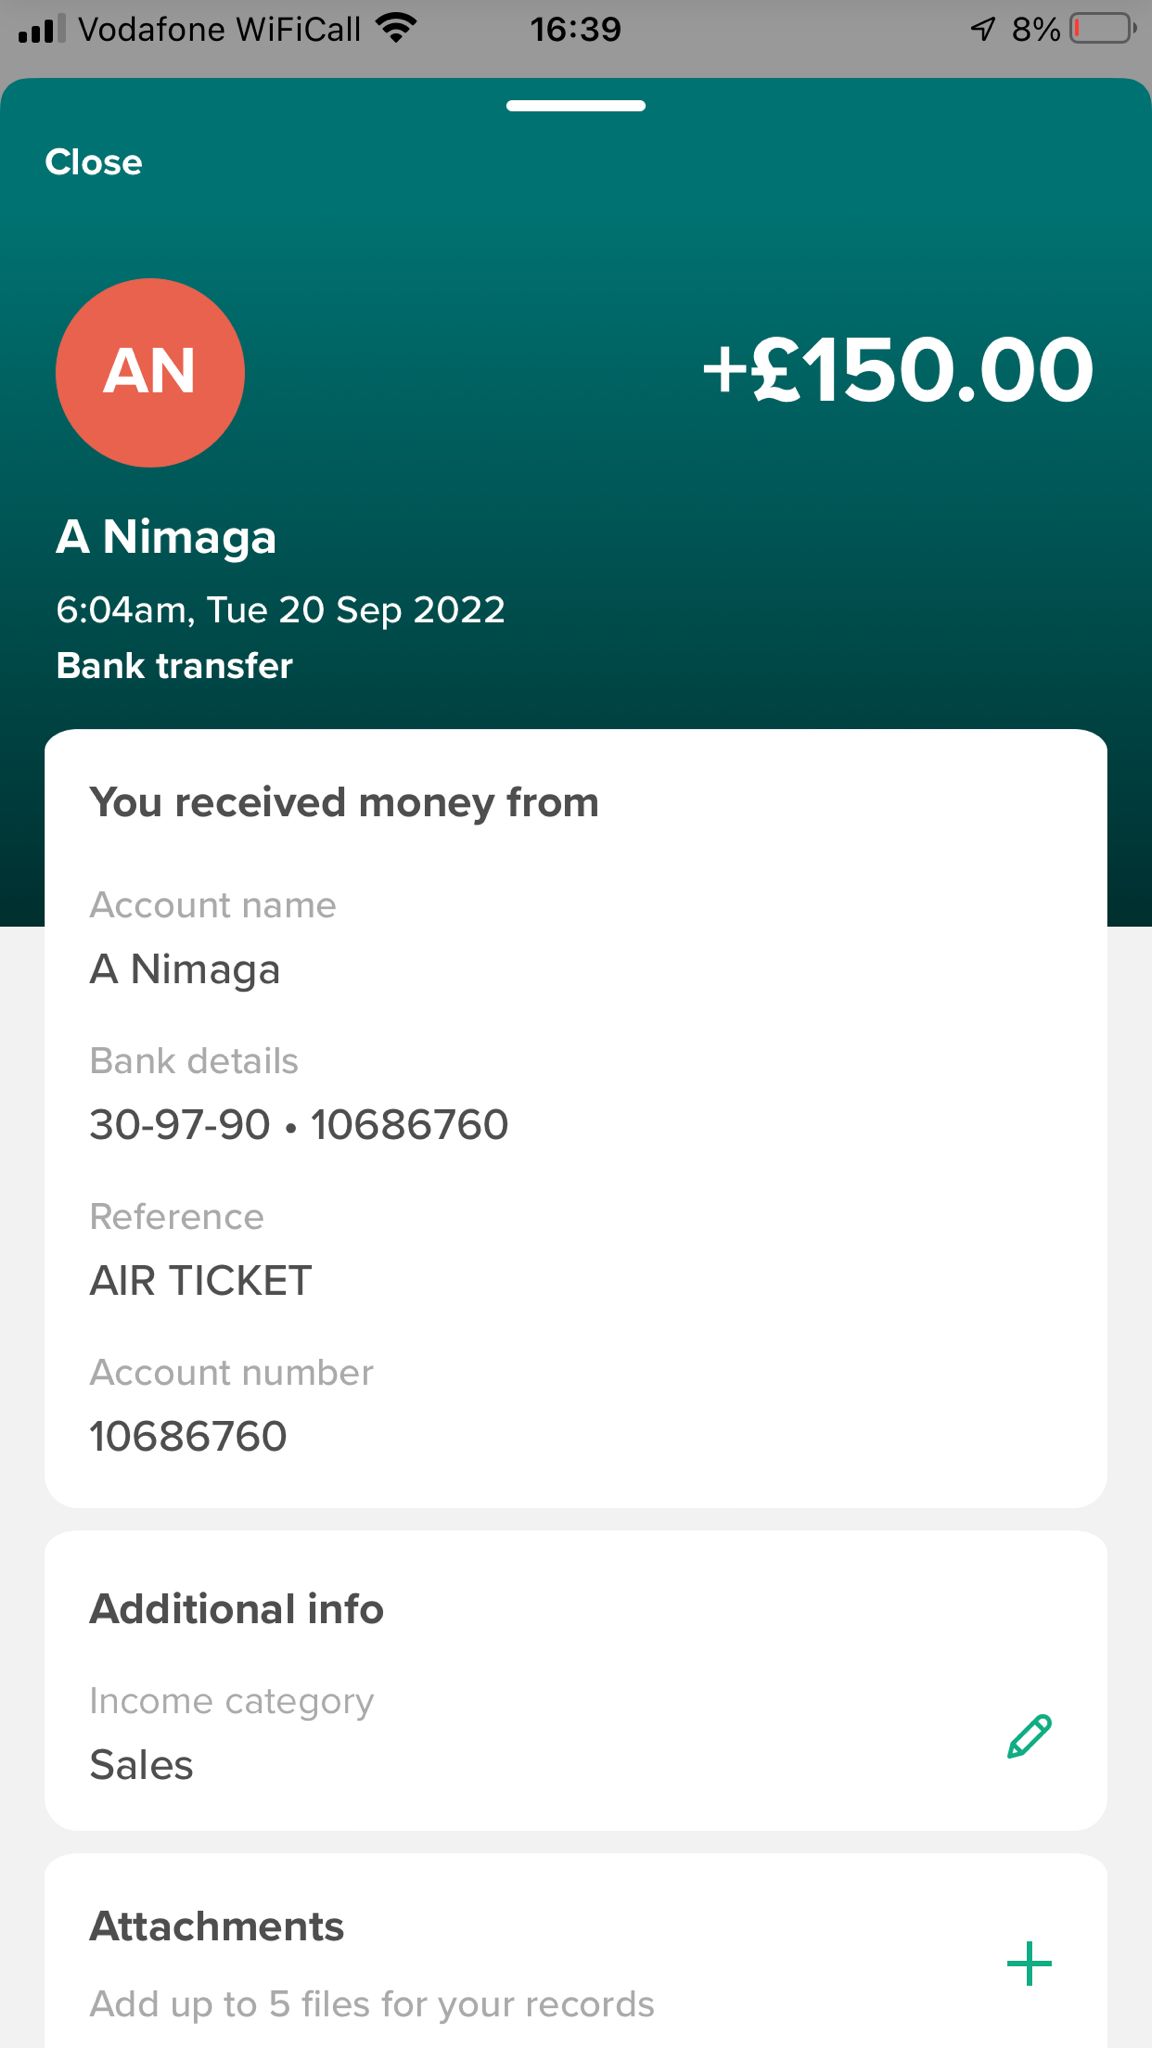 Vodafone WiFiCall 16:39 8%
Close
AN
+£150.00
A Nimaga
6:04am, Tue 20 Sep 2022
Bank transfer
You received money from
Account name
A Nimaga
Bank details
30-97-90 • 10686760
Reference
AIR TICKET
Account number
10686760
Additional info
Income category
Sales
Attachments
Add up to 5 files for your records